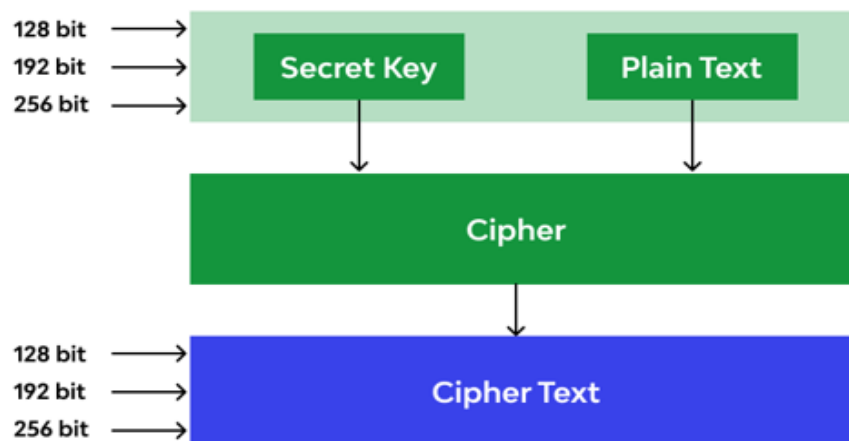 128 bit
192 bit
256 bit
Secret Key
Plain Text
Cipher
128 bit
192 bit
256 bit
Cipher Text